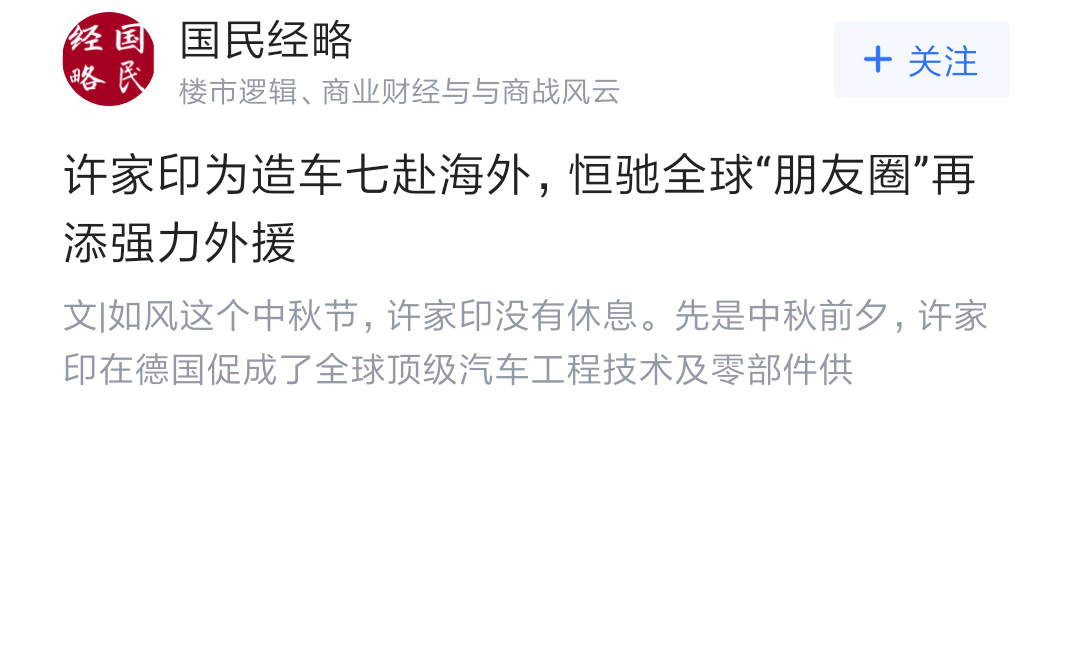 经国
略民
国民经略
楼市逻辑、商业财经与与商战风云
+ 关注
许家印为造车七赴海外，恒驰全球“朋友圈”再
添强力外援
文|如风这个中秋节，许家印没有休息。先是中秋前夕，许家
印在德国促成了全球顶级汽车工程技术及零部件供